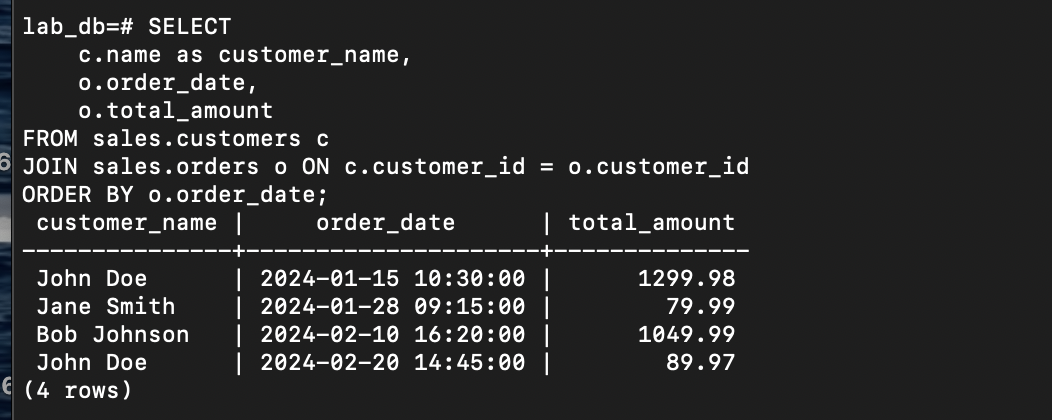 lab_db=# SELECT
    c.name as customer_name,
    o.order_date,
    o.total_amount
FROM sales.customers c
JOIN sales.orders o ON c.customer_id = o.customer_id
ORDER BY o.order_date;
 customer_name |     order_date      | total_amount
---------------+---------------------+--------------
 John Doe      | 2024-01-15 10:30:00 |      1299.98
 Jane Smith    | 2024-01-28 09:15:00 |        79.99
 Bob Johnson   | 2024-02-10 16:20:00 |      1049.99
 John Doe      | 2024-02-20 14:45:00 |        89.97
(4 rows)